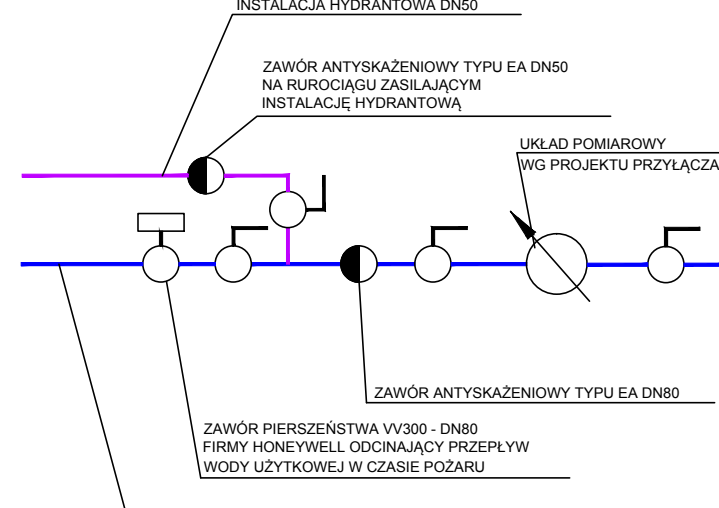 INSTALACJA HYDRANTOWA DN50
ZAWÓR ANTYSKAŻENIOWY TYPU EA DN50
NA RUROCIĄGU ZASILAJĄCYM
INSTALACJĘ HYDRANTOWĄ
UKŁAD POMIAROWY
WG PROJEKTU PRZYŁĄCZA
ZAWÓR ANTYSKAŻENIOWY TYPU EA DN80
ZAWÓR PIERSZEŃSTWA VV300 - DN80
FIRMY HONEYWELL ODCINAJĄCY PRZEPŁYW
WODY UŻYTKOWEJ W CZASIE POŻARU